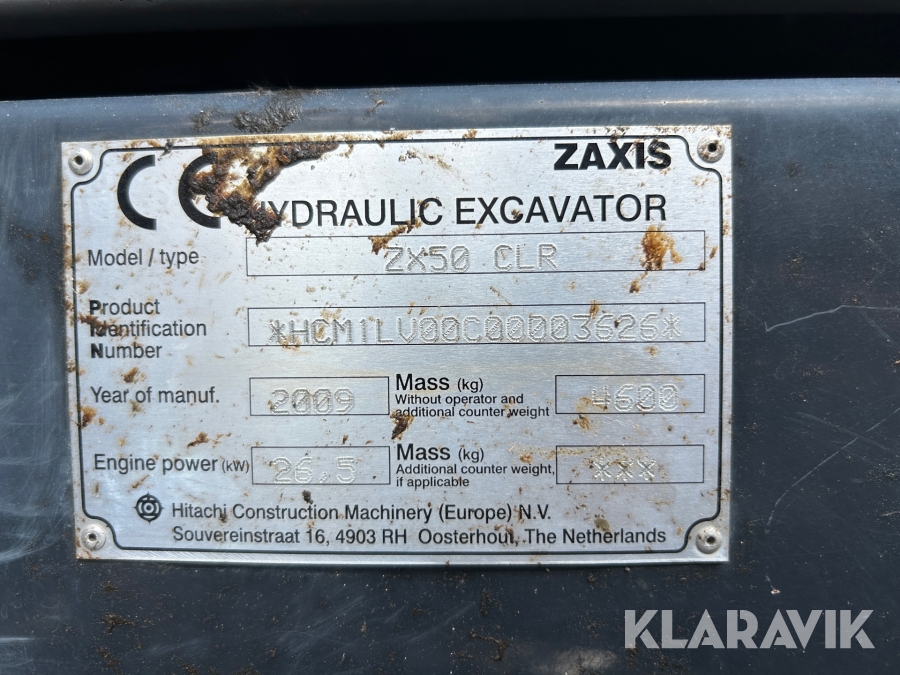 CE
ZAXIS
HYDRAULIC EXCAVATOR
Model / type ZX50 CLR
Product
Identification
Number *HCM1LV00C00003626*
Year of manuf. 2009
Mass (kg)
Without operator and
additional counter weight 4600
Engine power (kW) 26,5
Mass (kg)
Additional counter weight,
if applicable ***
Hitachi Construction Machinery (Europe) N.V.
Souvereinstraat 16, 4903 RH Oosterhout, The Netherlands
KLARAVIK